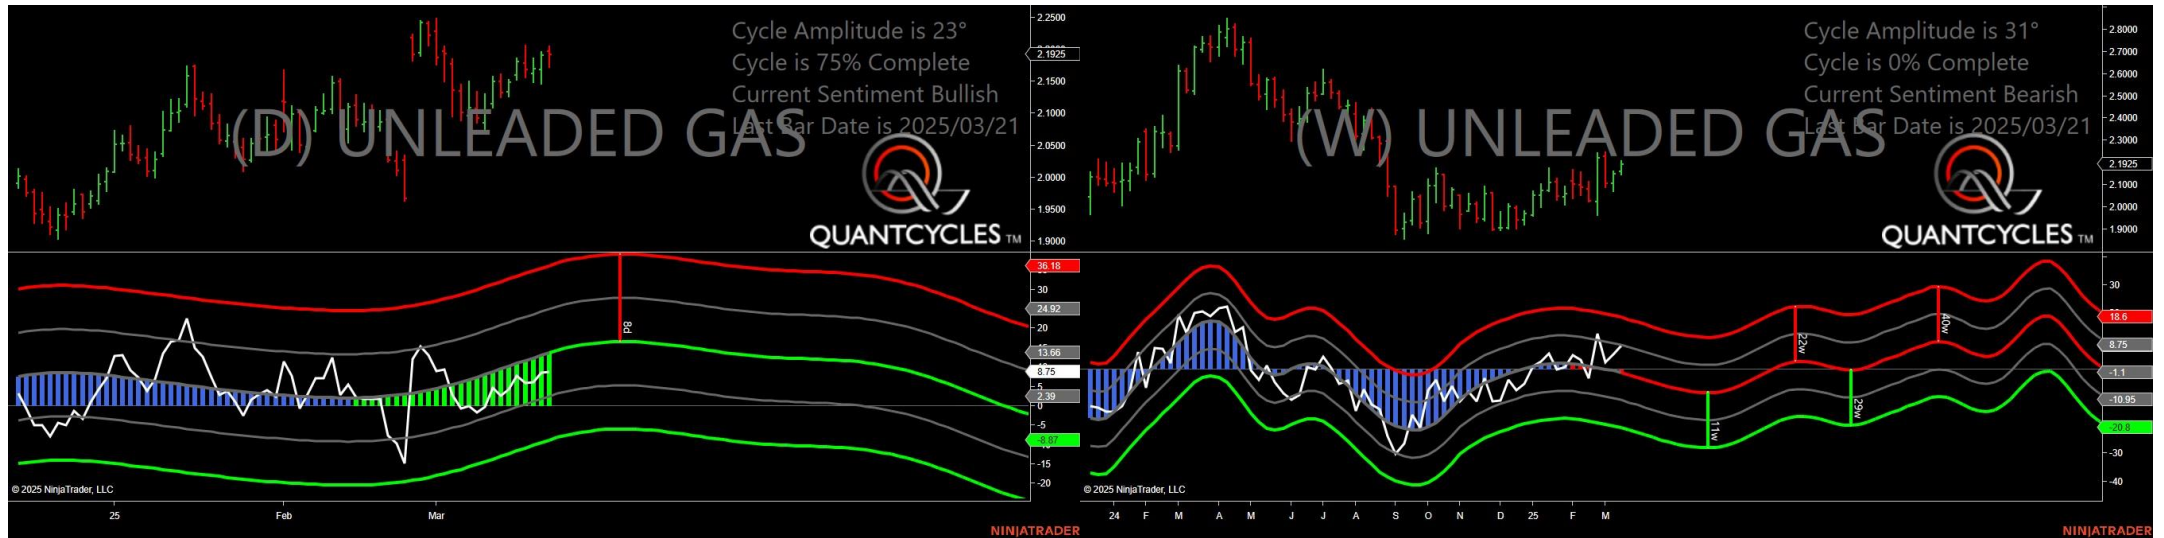 Cycle Amplitude is 23°
Cycle is 75% Complete
Current Sentiment Bullish
Last Bar Date is 2025/03/21
(D) UNLEADED GAS
QUANTCYCLES TM
2.2500
2.1925
2.1500
2.1000
2.0500
2.0000
1.9500
1.9000
36.18
30
24.92
20
13.66
8.75
5
2.39
0
-5
-8.87
-15
-20
8d
© 2025 NinjaTrader, LLC
25
Feb
Mar
NINJATRADER
Cycle Amplitude is 31°
Cycle is 0% Complete
Current Sentiment Bearish
Last Bar Date is 2025/03/21
(W) UNLEADED GAS
QUANTCYCLES TM
2.8000
2.7000
2.6000
2.5000
2.4000
2.3000
2.1925
2.1000
2.0000
1.9000
30
18.6
8.75
-1.1
-10.95
-20.8
-30
-40
11w
22w
29w
40w
© 2025 NinjaTrader, LLC
24 F M A M J J A S O N D 25 F M
NINJATRADER